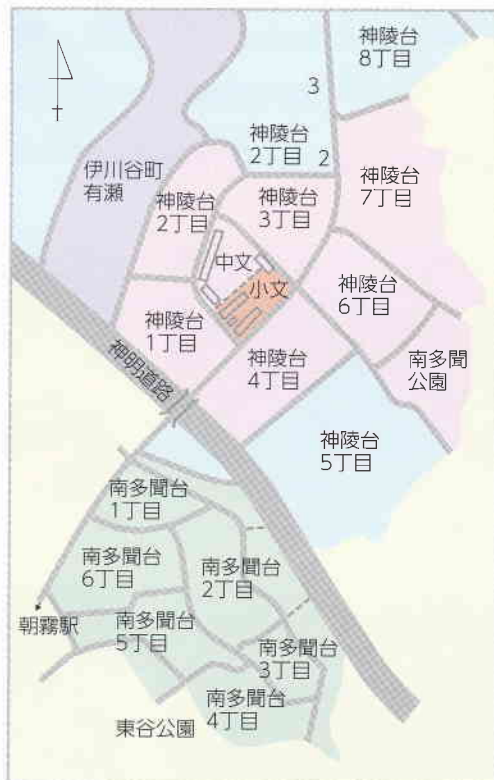 神陵台
8丁目
3
神陵台
2丁目
2
伊川谷町
有瀬
神陵台
7丁目
神陵台
2丁目
神陵台
3丁目
中
文
小
文
神陵台
6丁目
神陵台
1丁目
南多聞
公園
神陵台
4丁目
神明道路
神陵台
5丁目
南多聞台
1丁目
南多聞台
6丁目
南多聞台
2丁目
朝霧駅
南多聞台
5丁目
南多聞台
3丁目
南多聞台
4丁目
東谷公園